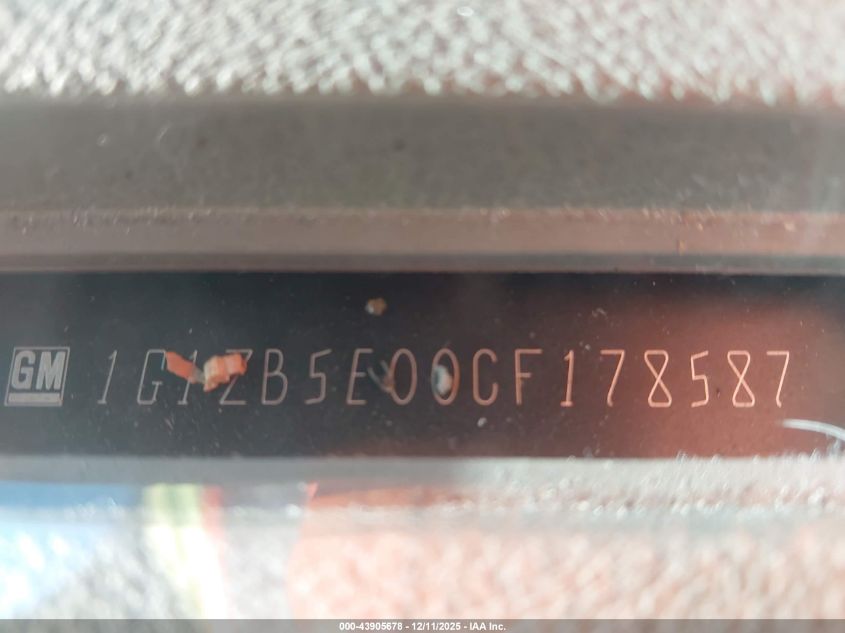 GM 1G1ZB5E00CF178587
000-43905678 - 12/11/2025 - IAA Inc.